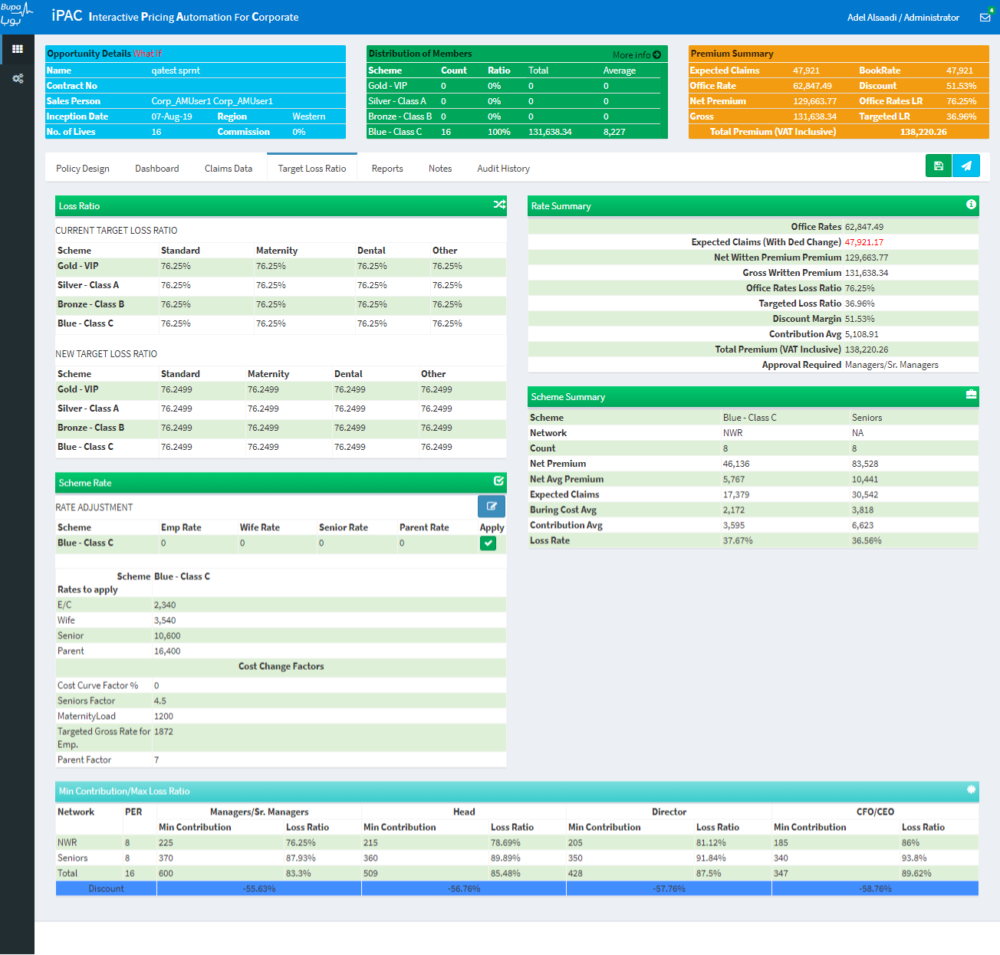 Bupa
بوبا
iPAC Interactive Pricing Automation For Corporate
Adel Alsaadi / Administrator
4
Opportunity Details What If
Name qatest sprnt
Contract No
Sales Person Corp_AMUser1 Corp_AMUser1
Inception Date 07-Aug-19 Region Western
No. of Lives 16 Commission 0%
Distribution of Members More info
Scheme Count Ratio Total Average
Gold - VIP 0 0% 0 0
Silver - Class A 0 0% 0 0
Bronze - Class B 0 0% 0 0
Blue - Class C 16 100% 131,638.34 8,227
Premium Summary
Expected Claims 47,921 BookRate 47,921
Office Rate 62,847.49 Discount 51.53%
Net Premium 129,663.77 Office Rates LR 76.25%
Gross 131,638.34 Targeted LR 36.96%
Total Premium (VAT Inclusive) 138,220.26
Policy Design Dashboard Claims Data Target Loss Ratio Reports Notes Audit History
Loss Ratio
CURRENT TARGET LOSS RATIO
Scheme Standard Maternity Dental Other
Gold - VIP 76.25% 76.25% 76.25% 76.25%
Silver - Class A 76.25% 76.25% 76.25% 76.25%
Bronze - Class B 76.25% 76.25% 76.25% 76.25%
Blue - Class C 76.25% 76.25% 76.25% 76.25%
NEW TARGET LOSS RATIO
Scheme Standard Maternity Dental Other
Gold - VIP 76.2499 76.2499 76.2499 76.2499
Silver - Class A 76.2499 76.2499 76.2499 76.2499
Bronze - Class B 76.2499 76.2499 76.2499 76.2499
Blue - Class C 76.2499 76.2499 76.2499 76.2499
Scheme Rate
RATE ADJUSTMENT
Scheme Emp Rate Wife Rate Senior Rate Parent Rate Apply
Blue - Class C 0 0 0 0
Scheme Blue - Class C
Rates to apply
E/C 2,340
Wife 3,540
Senior 10,600
Parent 16,400
Cost Change Factors
Cost Curve Factor % 0
Seniors Factor 4.5
MaternityLoad 1200
Targeted Gross Rate for 1872
Emp.
Parent Factor 7
Rate Summary
Office Rates 62,847.49
Expected Claims (With Ded Change) 47,921.17
Net Witten Premium Premium 129,663.77
Gross Written Premium 131,638.34
Office Rates Loss Ratio 76.25%
Targeted Loss Ratio 36.96%
Discount Margin 51.53%
Contribution Avg 5,108.91
Total Premium (VAT Inclusive) 138,220.26
Approval Required Managers/Sr. Managers
Scheme Summary
Scheme Blue - Class C Seniors
Network NWR NA
Count 8 8
Net Premium 46,136 83,528
Net Avg Premium 5,767 10,441
Expected Claims 17,379 30,542
Buring Cost Avg 2,172 3,818
Contribution Avg 3,595 6,623
Loss Rate 37.67% 36.56%
Min Contribution/Max Loss Ratio
Network PER Managers/Sr. Managers Head Director CFO/CEO
Min Contribution Loss Ratio Min Contribution Loss Ratio Min Contribution Loss Ratio Min Contribution Loss Ratio
NWR 8 225 76.25% 215 78.69% 205 81.12% 185 86%
Seniors 8 370 87.93% 360 89.89% 350 91.84% 340 93.8%
Total 16 600 83.3% 509 85.48% 428 87.5% 347 89.62%
Discount -55.63% -56.76% -57.76% -58.76%